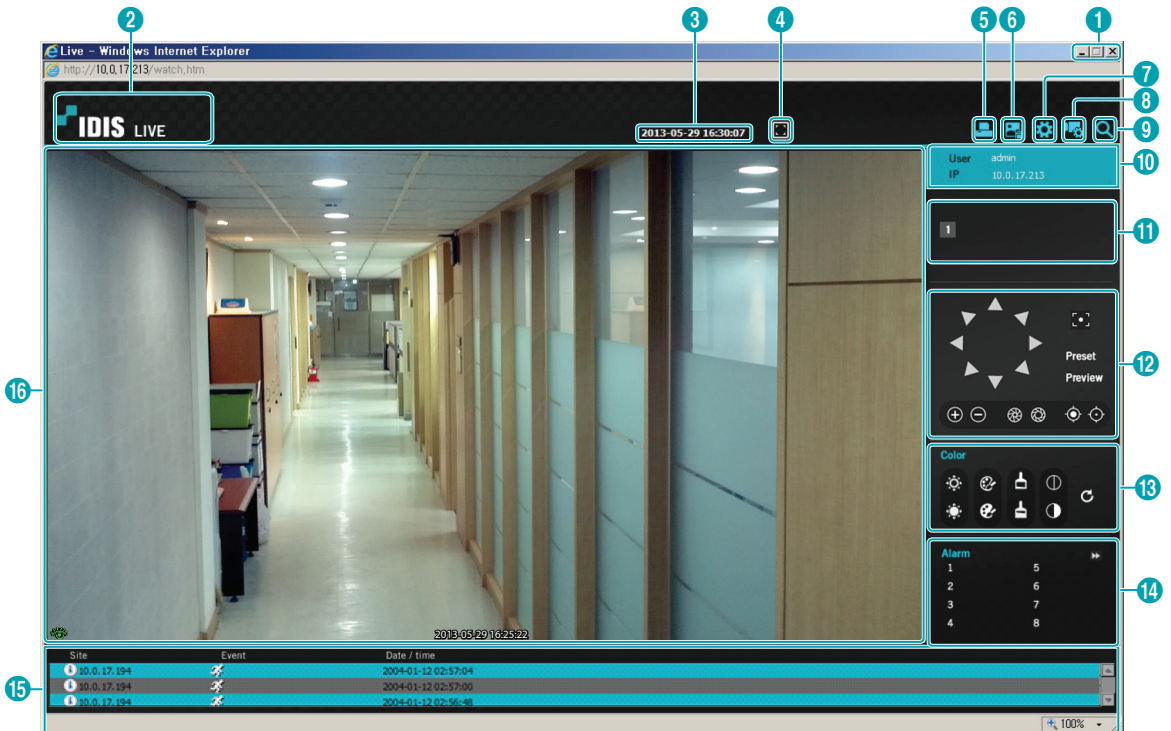 2
3
4
5
6
1
Live - Windows Internet Explorer
http://10,0,17,213/watch,htm
7
8
IDIS LIVE
2013-05-29 16:30:07
9
User admin
IP 10.0.17.213
10
1
11
Preset
Preview
12
16
Color
13
Alarm
1 5
2 6
3 7
4 8
14
2013-05-29 16:25:22
Site Event Date / time
10.0.17.194 2004-01-12 02:57:04
10.0.17.194 2004-01-12 02:57:00
10.0.17.194 2004-01-12 02:56:48
15
100%